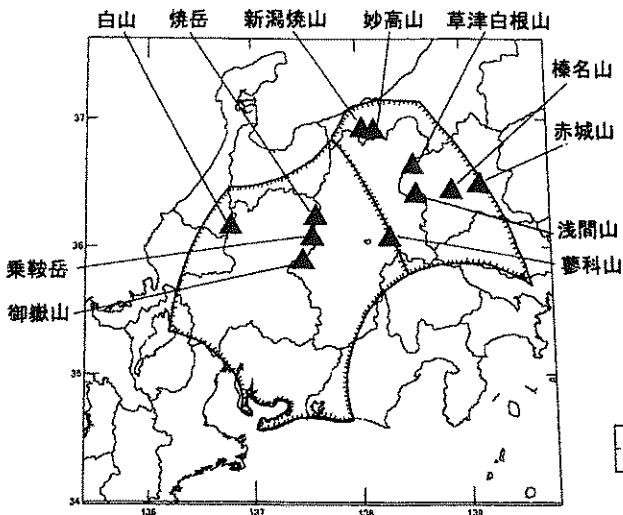 白山
焼岳
新潟焼山
妙高山
草津白根山
榛名山
赤城山
浅間山
蓼科山
乗鞍岳
御嶽山
37
36
35
34
136
137
138
139